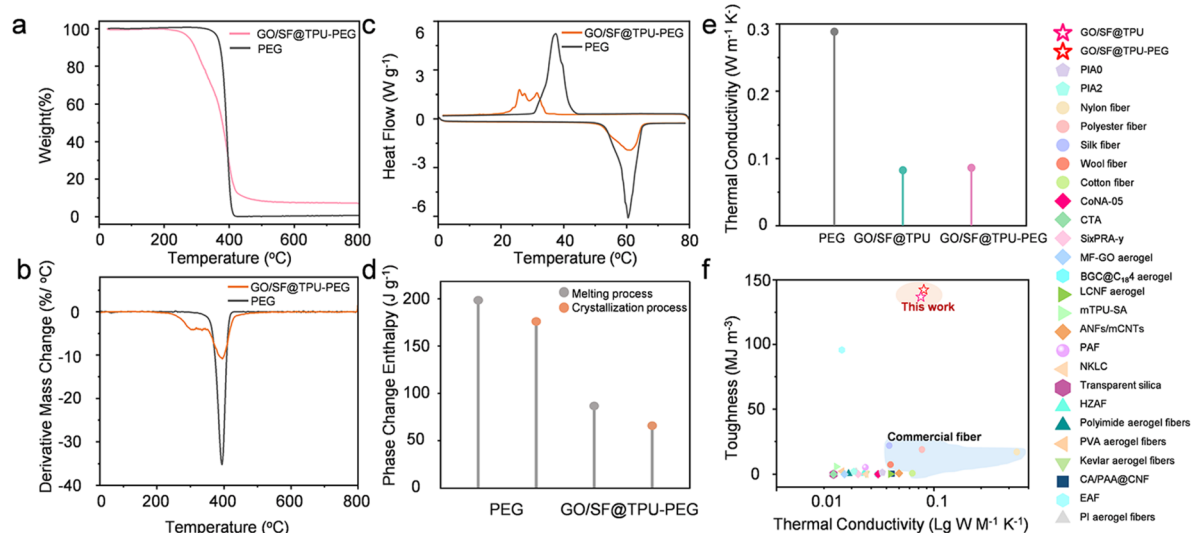 a
100
80
60
40
20
0
Weight(%)
GO/SF@TPU-PEG
PEG
0
200
400
600
800
Temperature (ºC)
b
0
-10
-20
-30
-40
Derivative Mass Change (%/ ºC)
GO/SF@TPU-PEG
PEG
0
200
400
600
800
Temperature (ºC)
c
6
3
0
-3
-6
Heat Flow (W g-1)
GO/SF@TPU-PEG
PEG
0
20
40
60
80
Temperature (ºC)
d
200
150
100
50
0
Phase Change Enthalpy (J g-1)
Melting process
Crystallization process
PEG
GO/SF@TPU-PEG
e
0.3
0.2
0.1
0
Thermal Conductivity (W m-1 K-)
PEG
GO/SF@TPU
GO/SF@TPU-PEG
f
150
100
50
0
Toughness (MJ m-3)
This work
Commercial fiber
0.01
0.1
Thermal Conductivity (Lg W M-1 K-1)
GO/SF@TPU
GO/SF@TPU-PEG
PIA0
PIA2
Nylon fiber
Polyester fiber
Silk fiber
Wool fiber
Cotton fiber
CoNA-05
CTA
SixPRA-y
MF-GO aerogel
BGC@C184 aerogel
LCNF aerogel
mTPU-SA
ANFs/mCNTs
PAF
NKLC
Transparent silica
HZAF
Polyimide aerogel fibers
PVA aerogel fibers
Kevlar aerogel fibers
CA/PAA@CNF
EAF
PI aerogel fibers